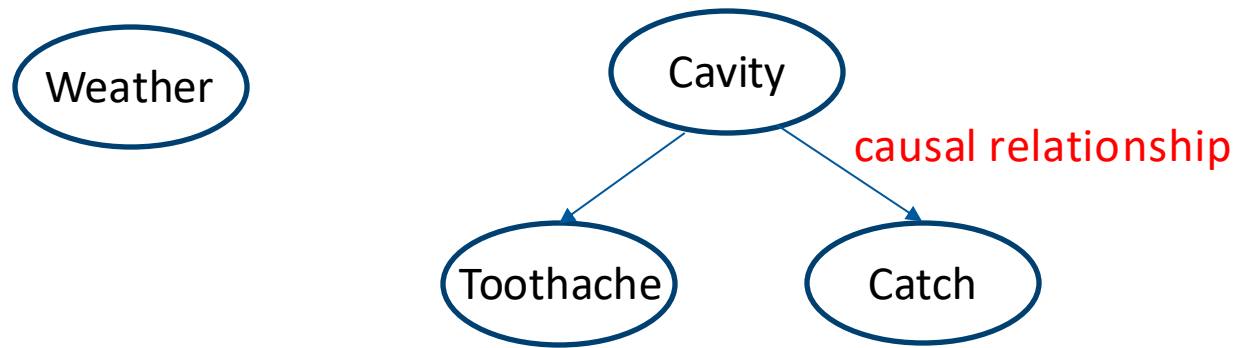 Weather
Cavity
causal relationship
Toothache
Catch